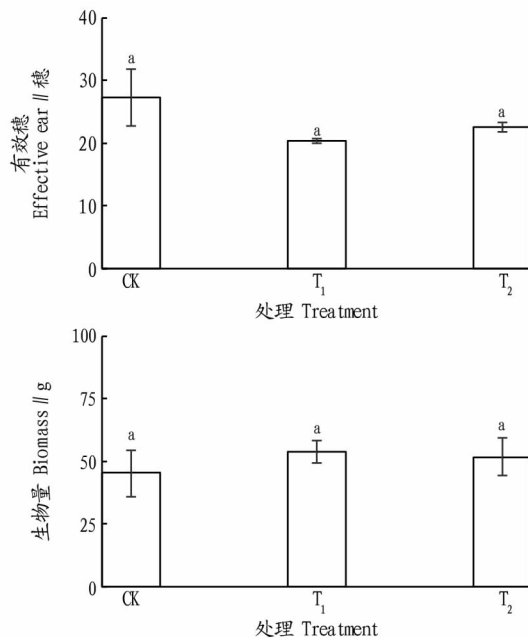 40
30
20
10
0
有效穗
Effective ear∥穗
a
a
a
CK
T₁
T₂
处理 Treatment
100
75
50
25
0
生物量 Biomass∥g
a
a
a
CK
T₁
T₂
处理 Treatment